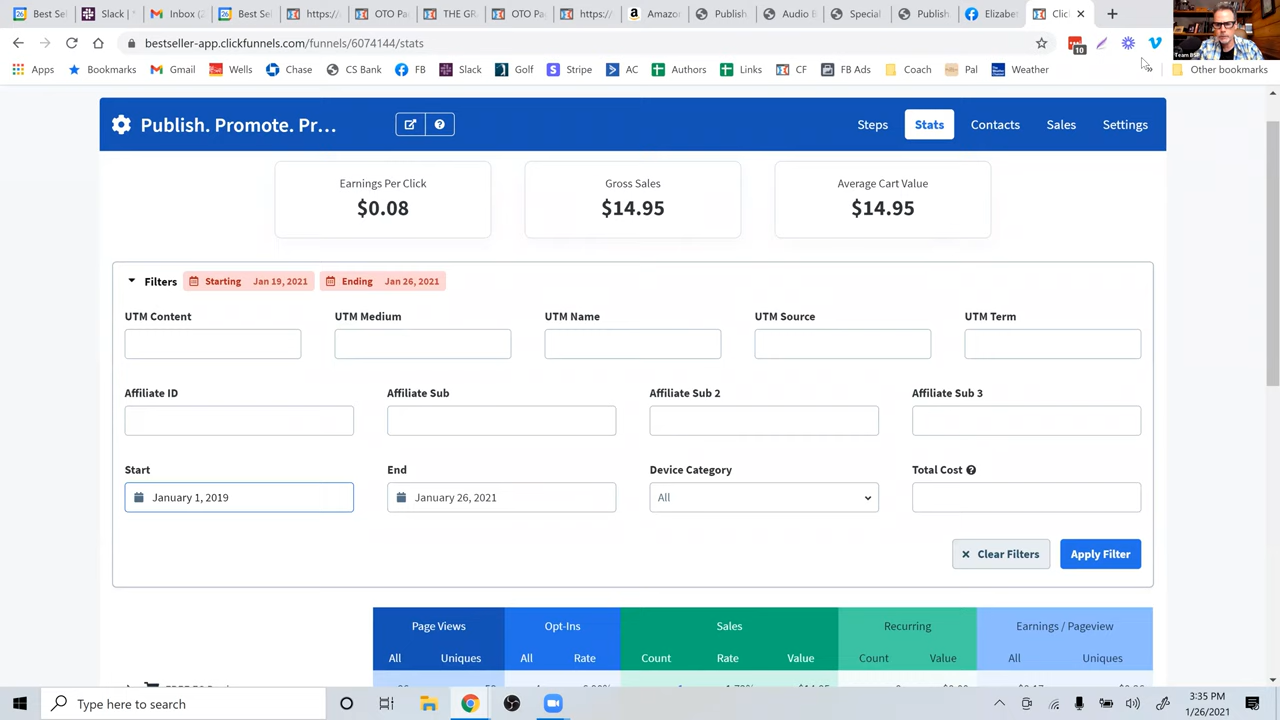 Best Sel
Slack |
Inbox (2
Best Sel
https:/
OTO Pa
THE GR
OTO Pa
https:/
Amazo
Publish
Audio B
Special
Publish
Elizabet
Click
bestseller-app.clickfunnels.com/funnels/6074144/stats
10
Team BSP
Apps
Bookmarks
Gmail
Wells
Chase
CS Bank
FB
Slack
Golf
Stripe
AC
Authors
Links
CF
FB Ads
Coach
Pal
Weather
Other bookmarks
Publish. Promote. Pr...
Steps
Stats
Contacts
Sales
Settings
Earnings Per Click
Gross Sales
Average Cart Value
$0.08
$14.95
$14.95
Filters
Starting Jan 19, 2021
Ending Jan 26, 2021
UTM Content
UTM Medium
UTM Name
UTM Source
UTM Term
Affiliate ID
Affiliate Sub
Affiliate Sub 2
Affiliate Sub 3
Start
End
Device Category
Total Cost
January 1, 2019
January 26, 2021
All
Clear Filters
Apply Filter
Page Views
Opt-Ins
Sales
Recurring
Earnings / Pageview
All
Uniques
All
Rate
Count
Rate
Value
Count
Value
All
Uniques
Type here to search
3:35 PM
1/26/2021